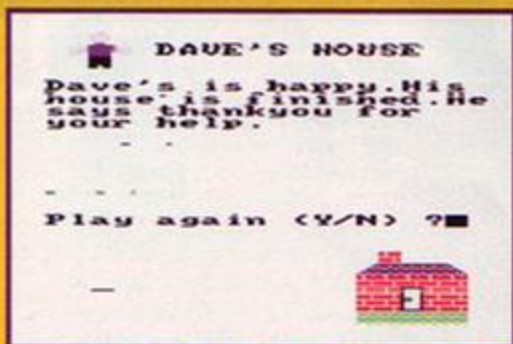 DAVE'S HOUSE
Dave's is happy.His
house is finished.He
says thankyou for
your help.
Play again (Y/N) ?